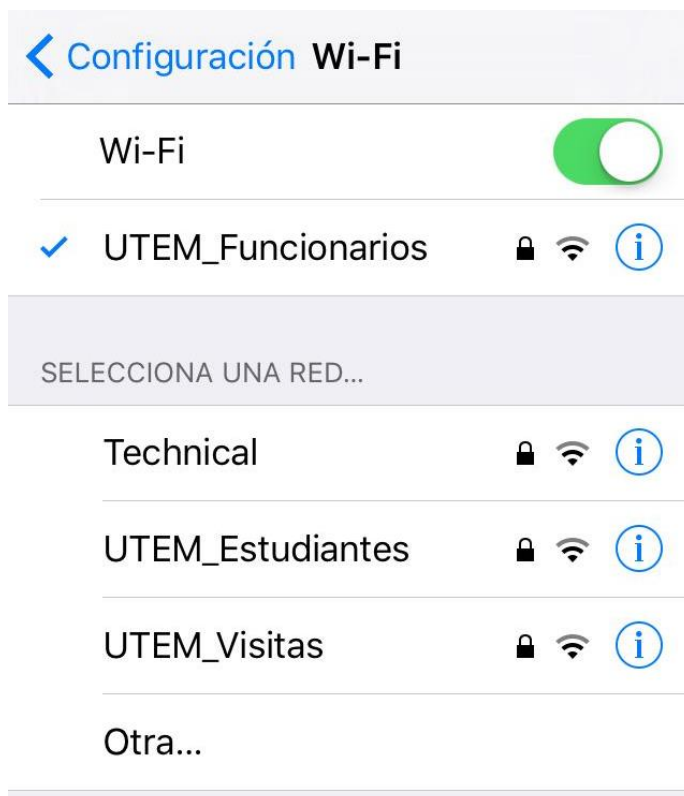 Configuración Wi-Fi
Wi-Fi
UTEM_Funcionarios
SELECCIONA UNA RED...
Technical
UTEM_Estudiantes
UTEM_Visitas
Otra...